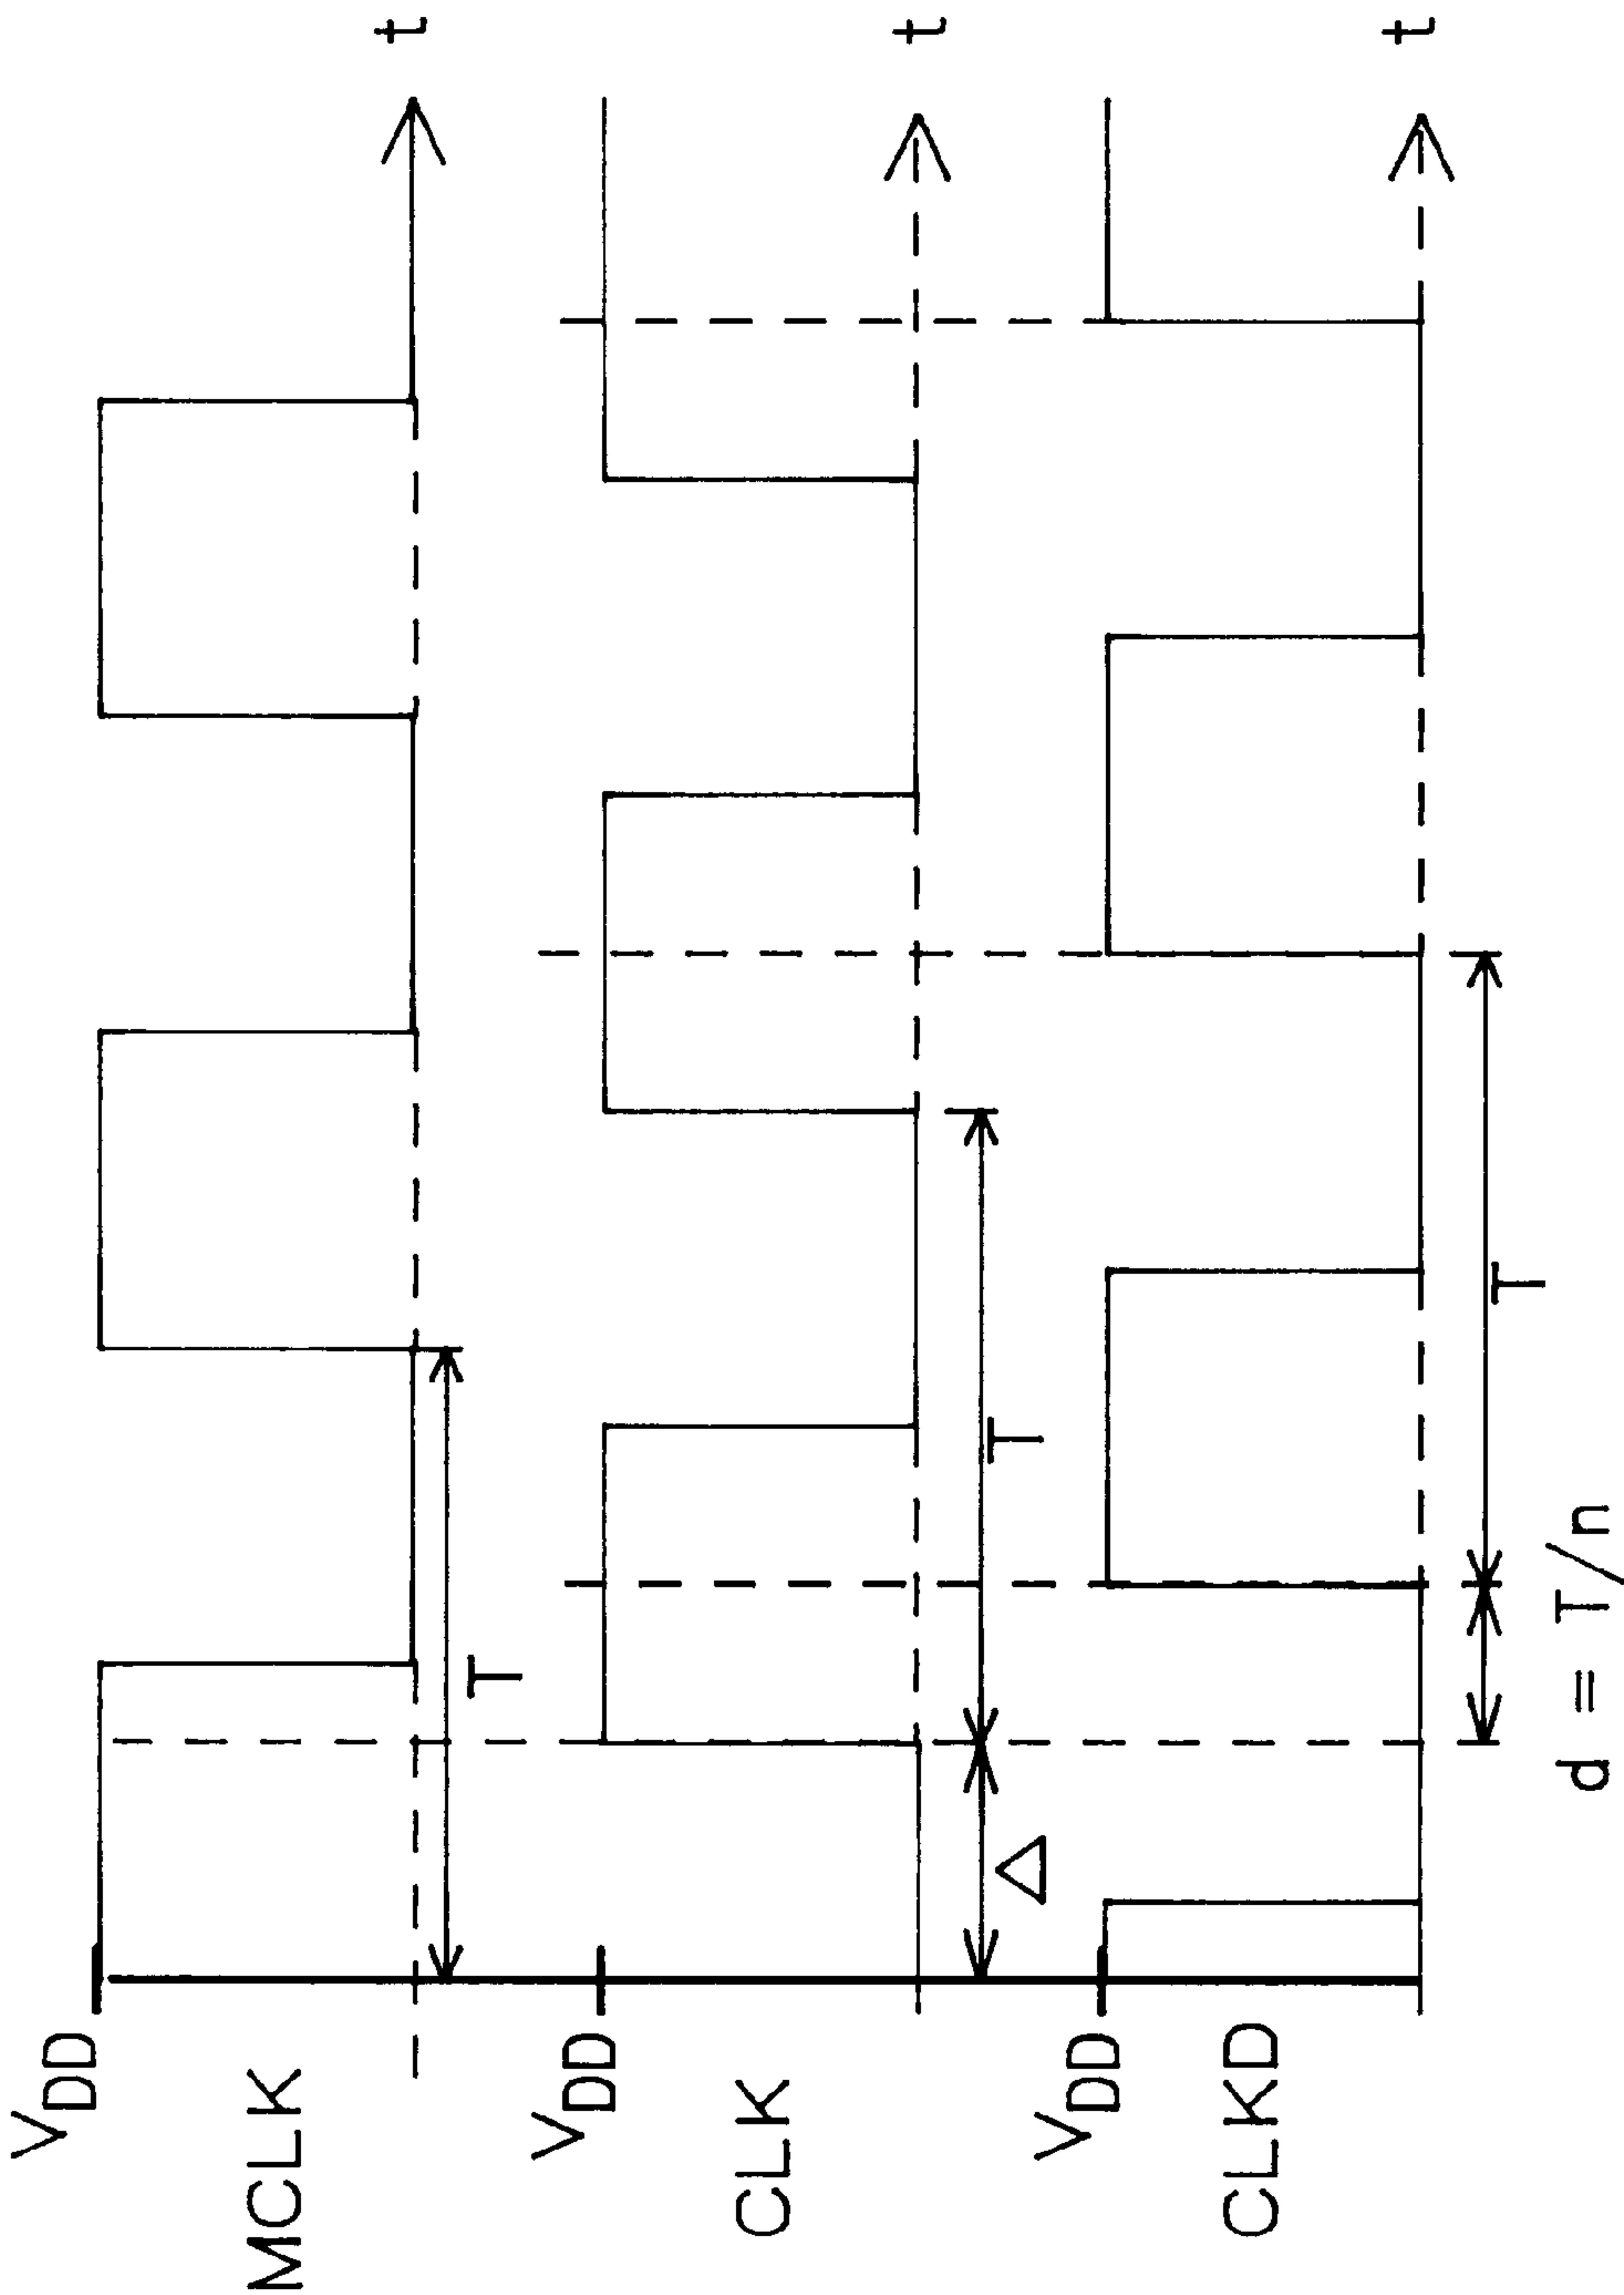 V_DD
MCLK
t
T
V_DD
CLK
t
Δ
T
V_DD
CLKD
t
T
d = T/n